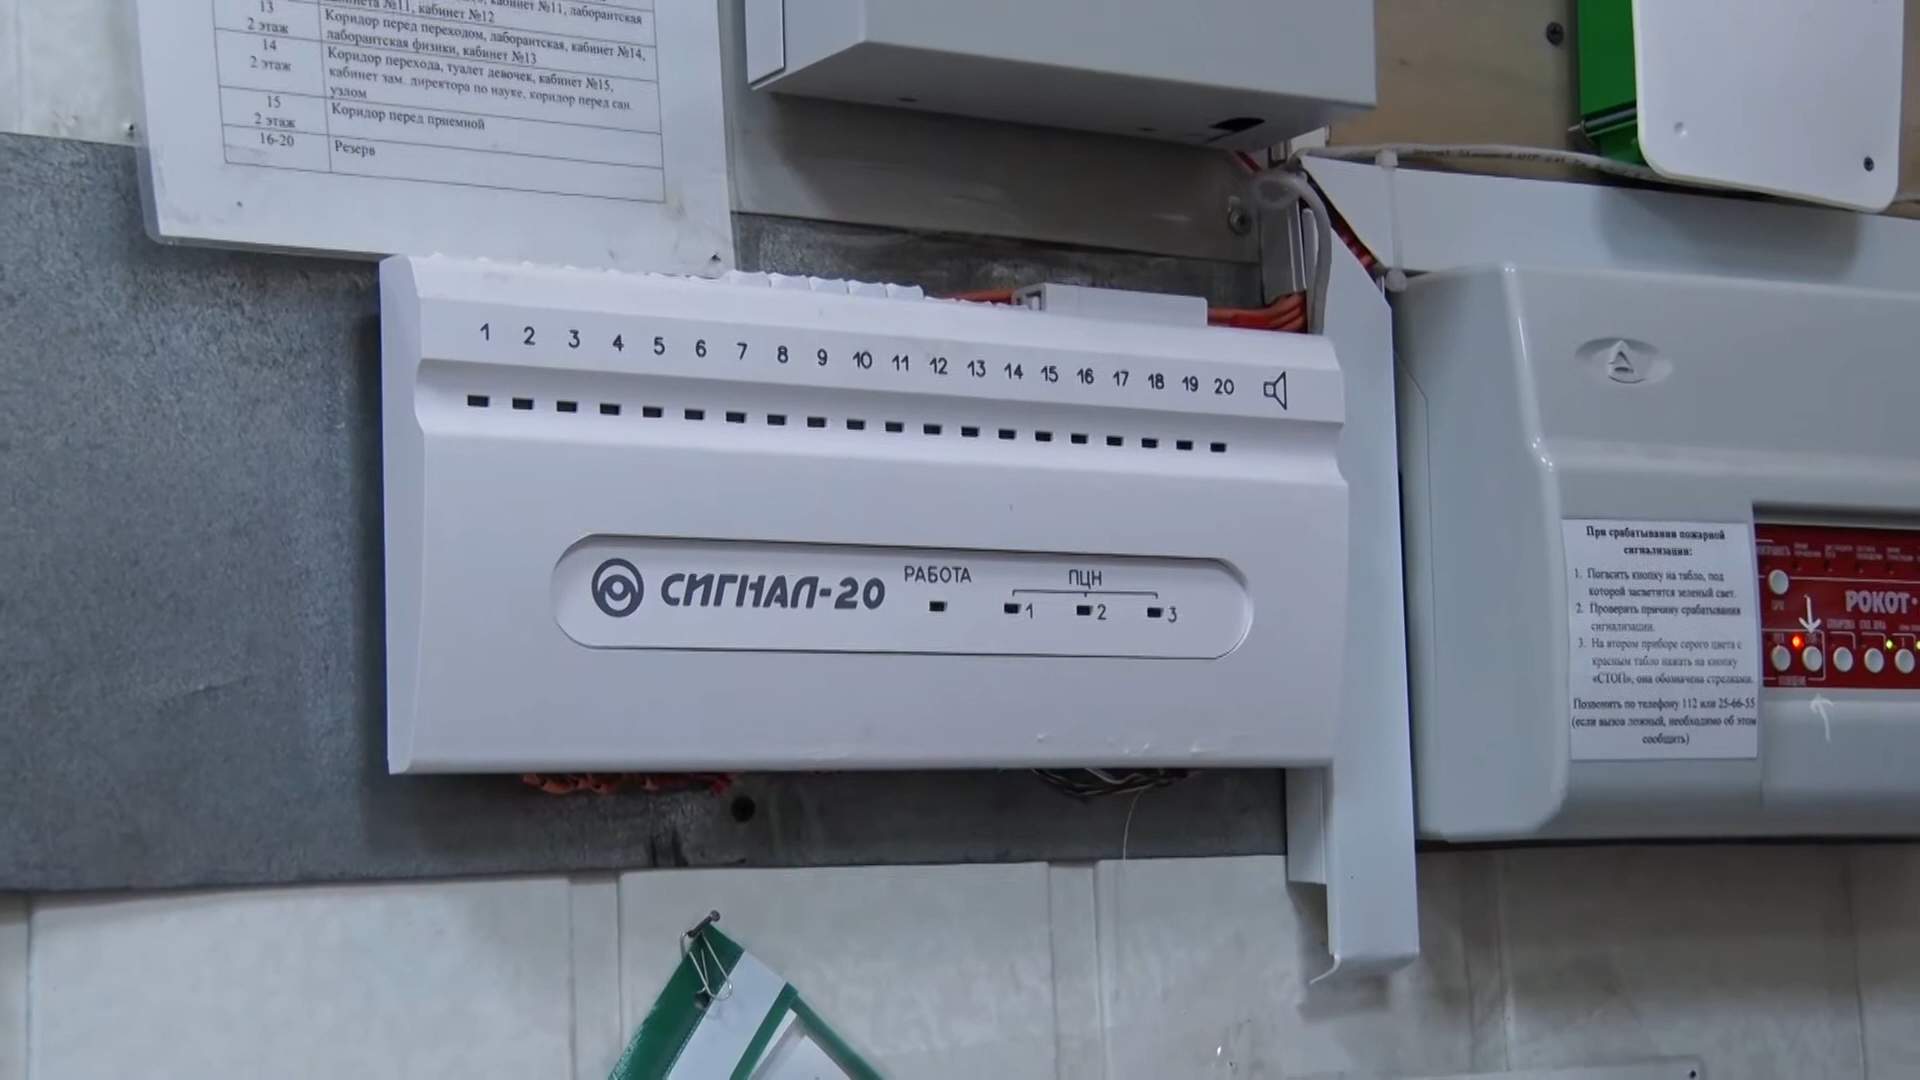 кабинет №11, лаборантская
13
2 этаж
кабинет №12
Коридор перед переходом, лаборантская, кабинет №14,
лаборантская физики, кабинет №13
14
2 этаж
Коридор перехода, туалет девочек, кабинет №15,
кабинет зам. директора по науке, коридор перед сан.
узлом
15
2 этаж
Коридор перед приемной
16-20
Резерв
1 2 3 4 5 6 7 8 9 10 11 12 13 14 15 16 17 18 19 20
СИГНАЛ-20
РАБОТА
ПЦН
1 2 3
При срабатывании пожарной
сигнализации:
1. Погасить кнопку на табло, под
которой засветится зеленый свет.
2. Проверить причину срабатывания
сигнализации.
3. На втором приборе серого цвета с
красным табло нажать на кнопку
«СТОП», она обозначена стрелками.
Позвонить по телефону 112 или 25-66-55
(если вызов ложный, необходимо об этом
сообщить)
РОКОТ